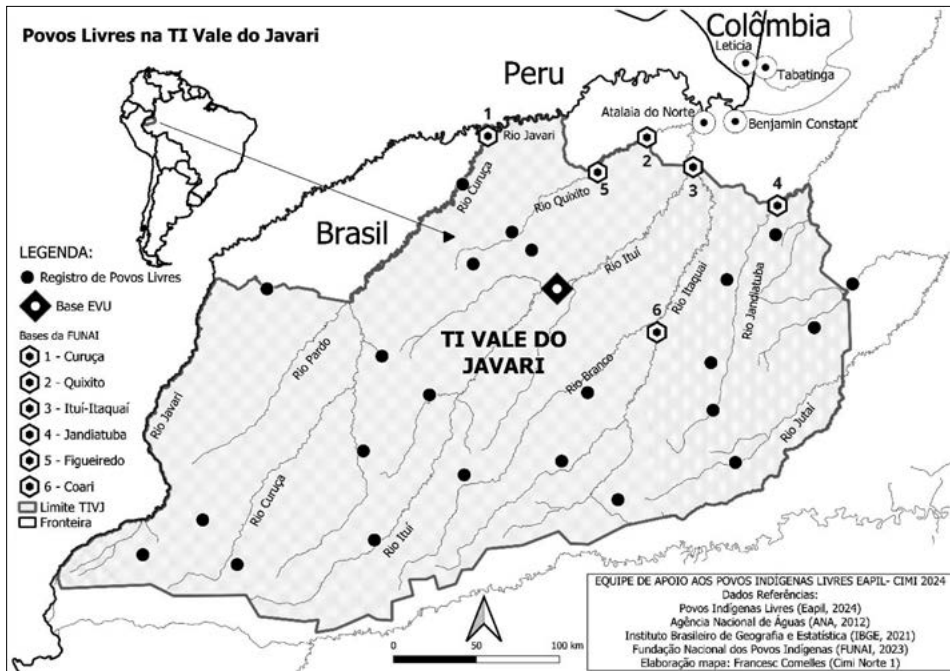 Povos Livres na TI Vale do Javari
Colômbia
Leticia
Tabatinga
Peru
Atalaia do Norte
Benjamin Constant
1
Rio Javari
2
3
4
5
Rio Curuçá
Rio Quixito
Brasil
Rio Ituí
Rio Itaquaí
Rio Jandiatuba
6
TI VALE DO
JAVARI
Rio Pardo
Rio Branco
Rio Javarí
Rio Jutaí
Rio Curuçá
Rio Ituí
LEGENDA:
Registro de Povos Livres
Base EVU
Bases da FUNAI
1 - Curuça
2 - Quixito
3 - Ituí-Itaquaí
4 - Jandiatuba
5 - Figueiredo
6 - Coari
Limite TIVJ
Fronteira
0 50 100 km
EQUIPE DE APOIO AOS POVOS INDÍGENAS LIVRES EAPIL- CIMI 2024
Dados Referências:
Povos Indígenas Livres (Eapil, 2024)
Agência Nacional de Águas (ANA, 2012)
Instituto Brasileiro de Geografia e Estatística (IBGE, 2021)
Fundação Nacional dos Povos Indígenas (FUNAI, 2023)
Elaboração mapa: Francesc Comelles (Cimi Norte 1)